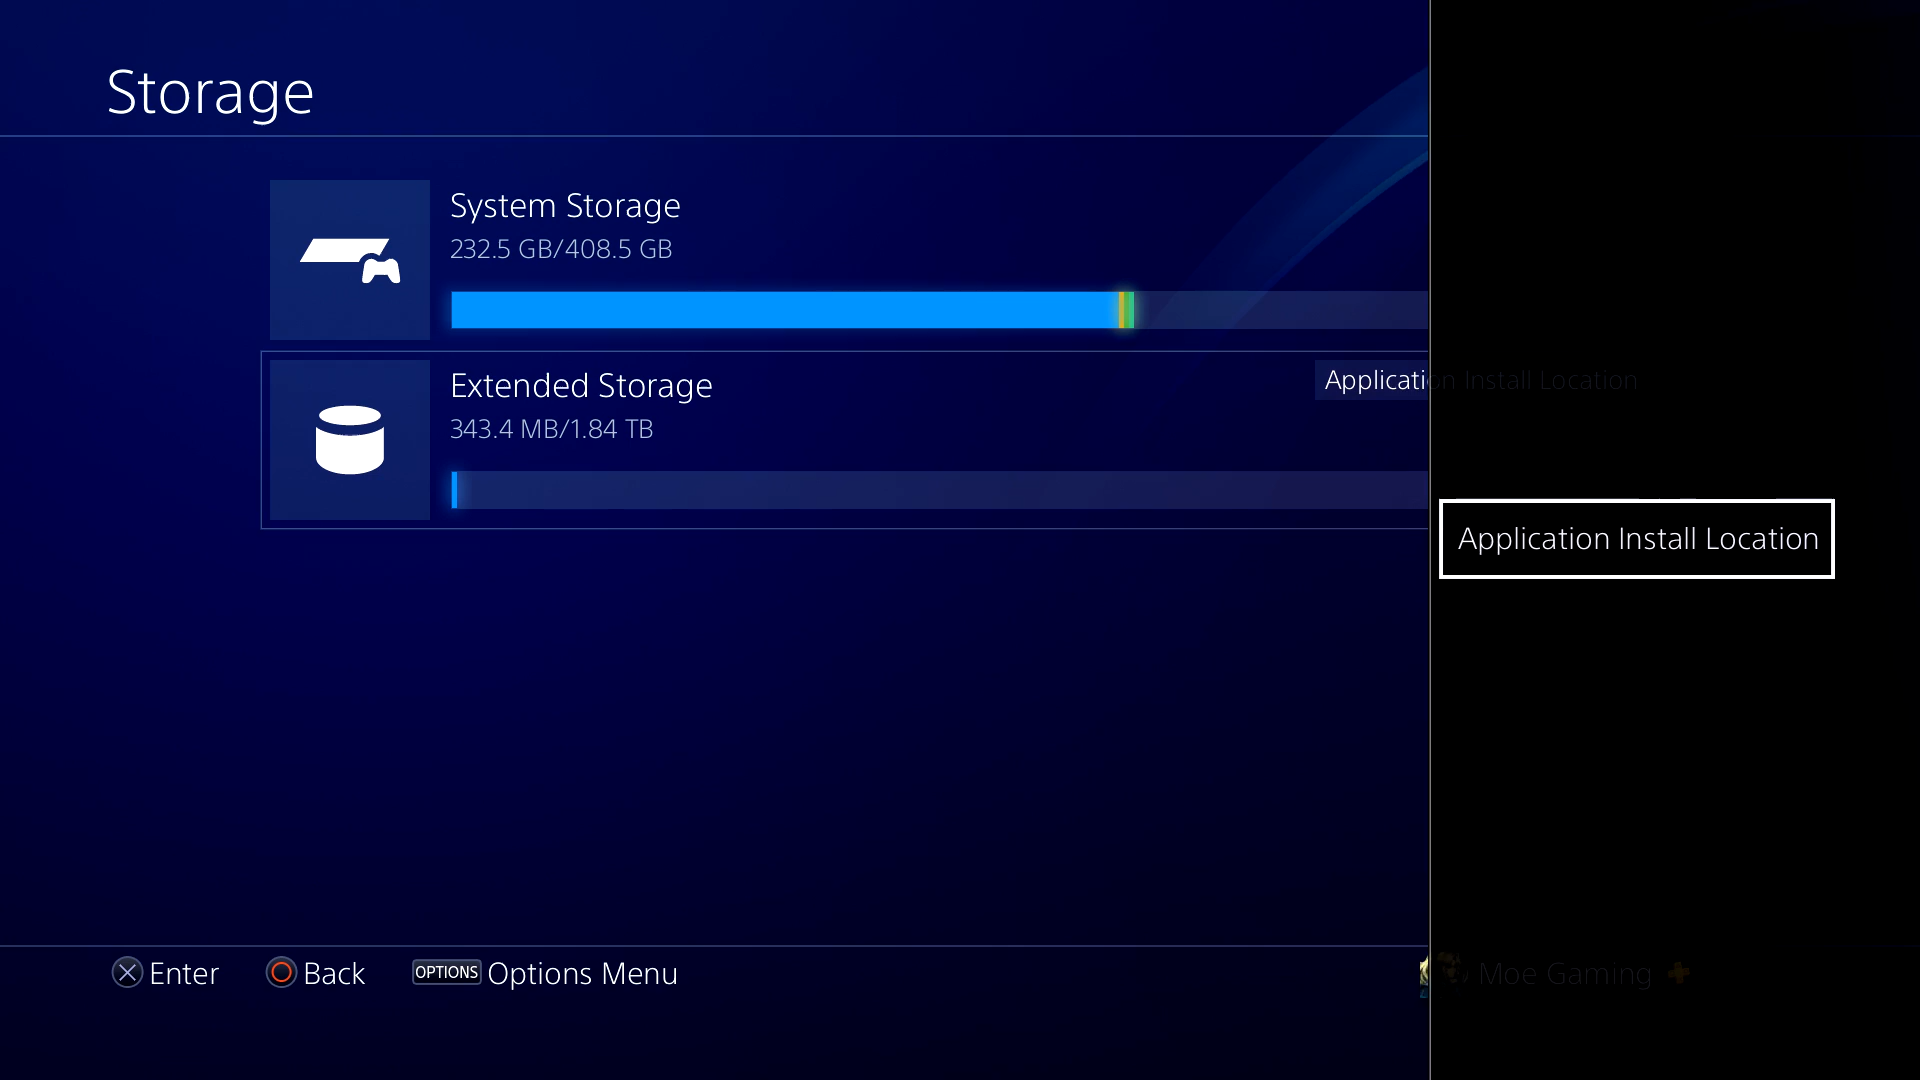 Storage
System Storage
232.5 GB/408.5 GB
Extended Storage
Application Install Location
343.4 MB/1.84 TB
Application Install Location
Enter
Back
OPTIONS Options Menu
Moe Gaming